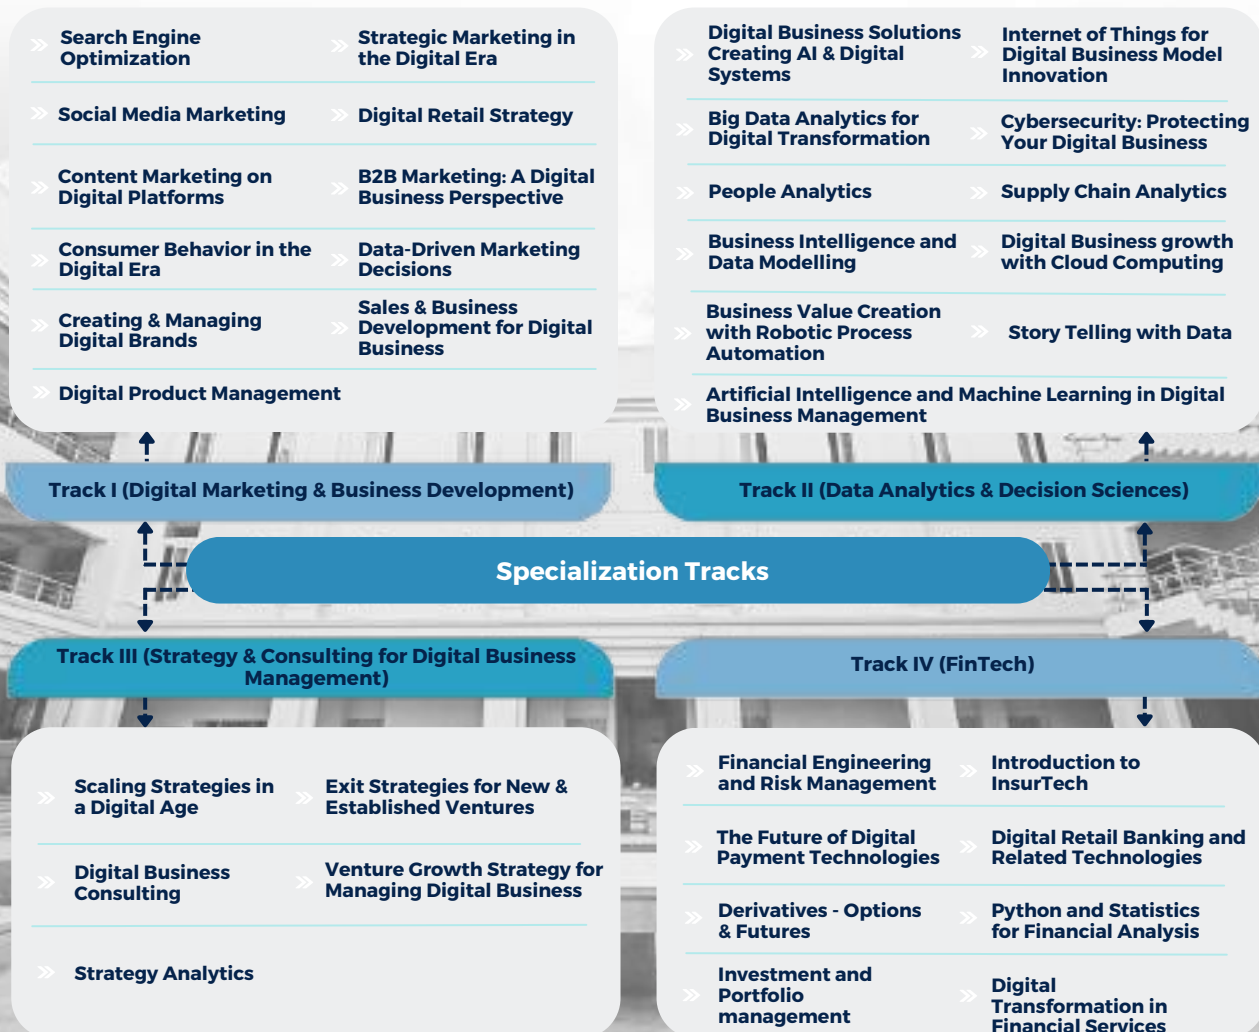 Search Engine
Optimization
Strategic Marketing in
the Digital Era
Social Media Marketing
Digital Retail Strategy
Content Marketing on
Digital Platforms
B2B Marketing: A Digital
Business Perspective
Consumer Behavior in the
Digital Era
Data-Driven Marketing
Decisions
Creating & Managing
Digital Brands
Sales & Business
Development for Digital
Business
Digital Product Management
Digital Business Solutions
Creating AI & Digital
Systems
Internet of Things for
Digital Business Model
Innovation
Big Data Analytics for
Digital Transformation
Cybersecurity: Protecting
Your Digital Business
People Analytics
Supply Chain Analytics
Business Intelligence and
Data Modelling
Digital Business growth
with Cloud Computing
Business Value Creation
with Robotic Process
Automation
Story Telling with Data
Artificial Intelligence and Machine Learning in Digital
Business Management
Track I (Digital Marketing & Business Development)
Track II (Data Analytics & Decision Sciences)
Specialization Tracks
Track III (Strategy & Consulting for Digital Business
Management)
Track IV (FinTech)
Scaling Strategies in
a Digital Age
Exit Strategies for New &
Established Ventures
Digital Business
Consulting
Venture Growth Strategy for
Managing Digital Business
Strategy Analytics
Financial Engineering
and Risk Management
Introduction to
InsurTech
The Future of Digital
Payment Technologies
Digital Retail Banking and
Related Technologies
Derivatives - Options
& Futures
Python and Statistics
for Financial Analysis
Investment and
Portfolio
management
Digital
Transformation in
Financial Services